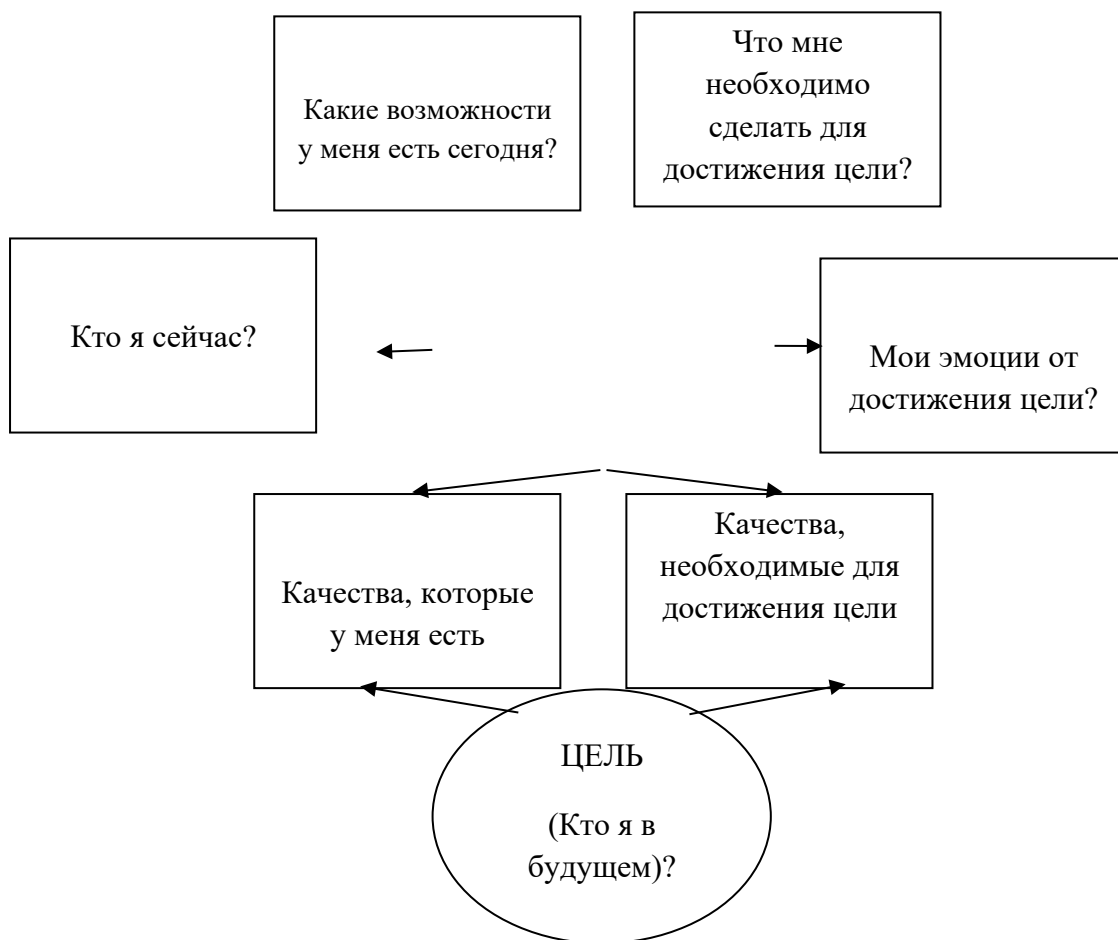 Какие возможности
у меня есть сегодня?
Что мне
необходимо
сделать для
достижения цели?
Кто я сейчас?
Мои эмоции от
достижения цели?
Качества, которые
у меня есть
Качества,
необходимые для
достижения цели
ЦЕЛЬ
(Кто я в
будущем)?